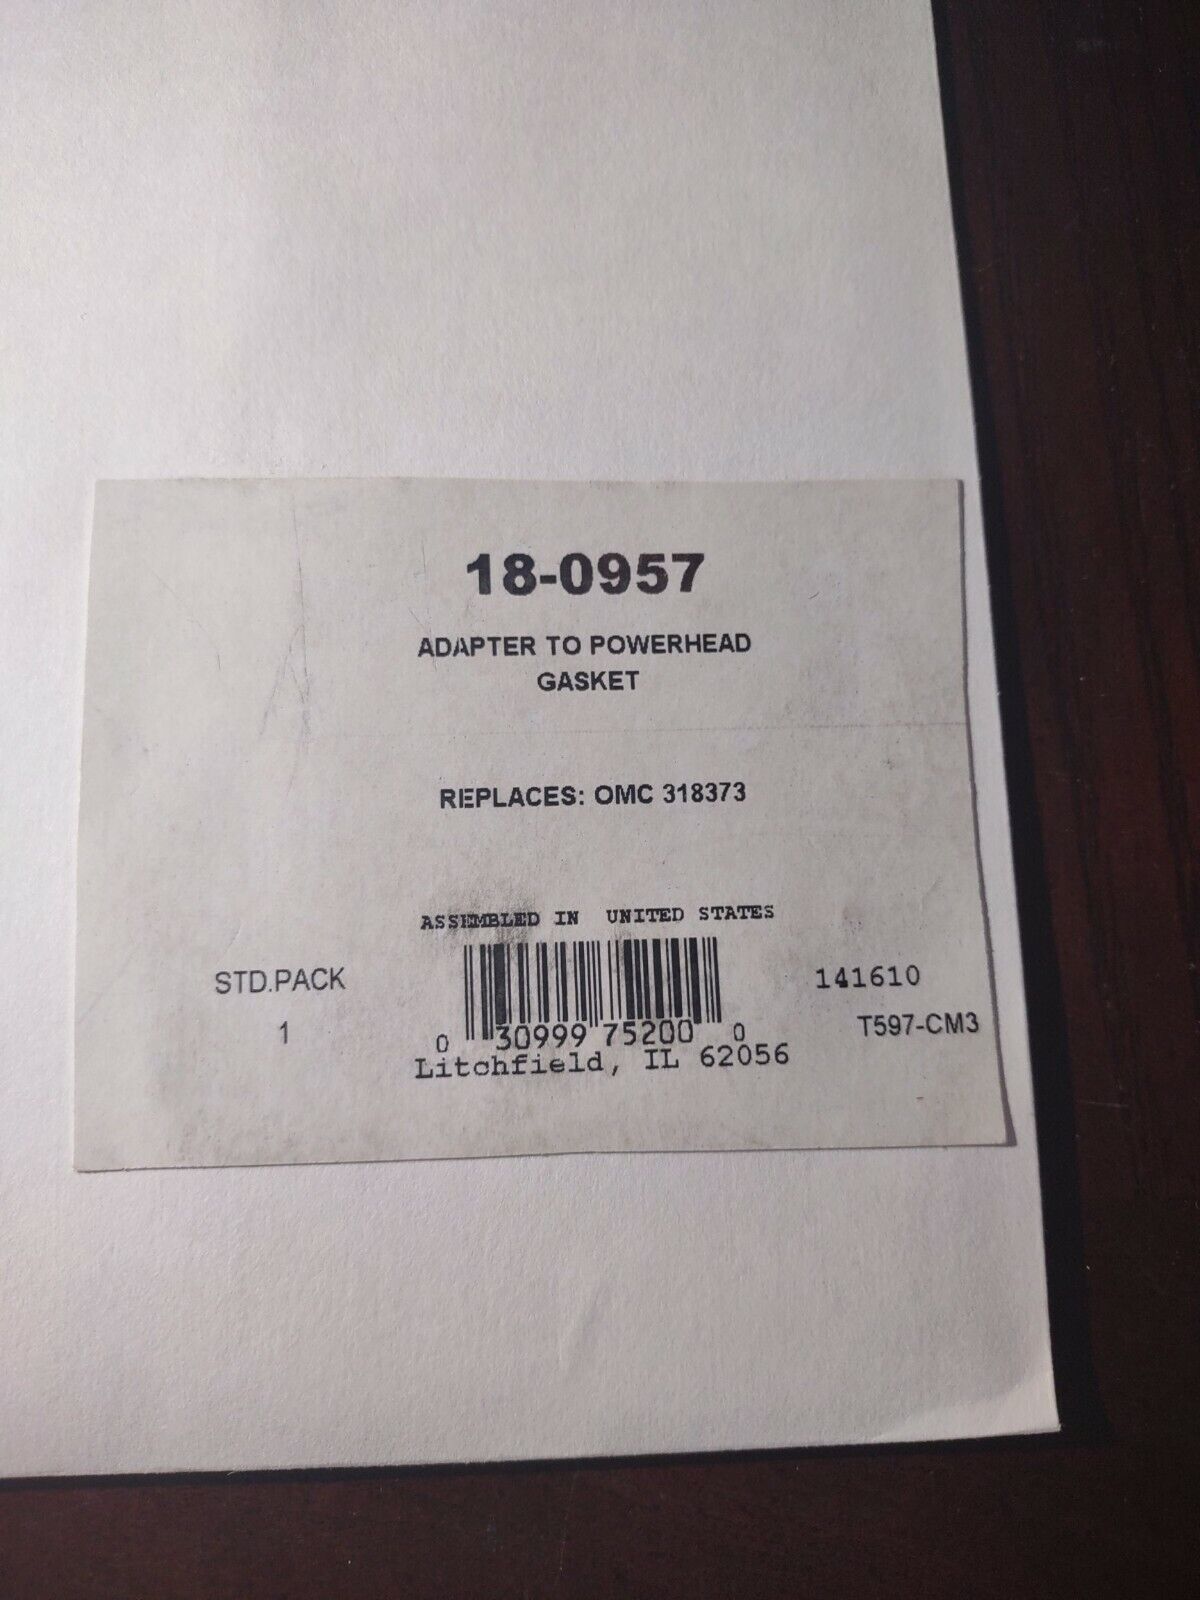 18-0957
ADAPTER TO POWERHEAD
GASKET
REPLACES: OMC 318373
ASSEMBLED IN UNITED STATES
STD.PACK
1
0 30999 75200 0
Litchfield, IL 62056
141610
T597-CM3